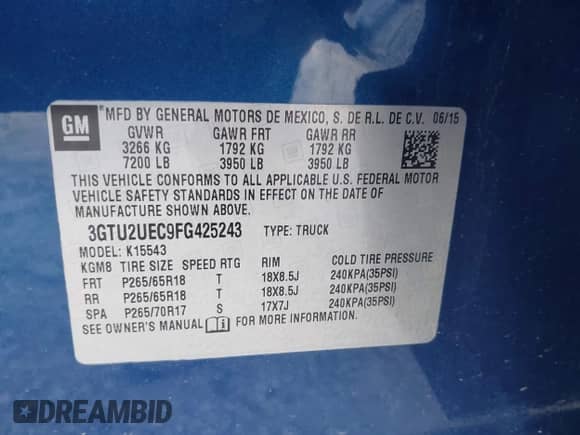 GM
MFD BY GENERAL MOTORS DE MEXICO, S. DE R.L. DE C.V. 06/15
GVWR GAWR FRT GAWR RR
3266 KG 1792 KG 1792 KG
7200 LB 3950 LB 3950 LB
THIS VEHICLE CONFORMS TO ALL APPLICABLE U.S. FEDERAL MOTOR
VEHICLE SAFETY STANDARDS IN EFFECT ON THE DATE OF
MANUFACTURE SHOWN ABOVE.
3GTU2UEC9FG425243 TYPE: TRUCK
MODEL: K15543
KGM8 TIRE SIZE SPEED RTG RIM COLD TIRE PRESSURE
FRT P265/65R18 T 18X8.5J 240KPA(35PSI)
RR P265/65R18 T 18X8.5J 240KPA(35PSI)
SPA P265/70R17 S 17X7J 240KPA(35PSI)
SEE OWNER'S MANUAL FOR MORE INFORMATION.
DREAMBID